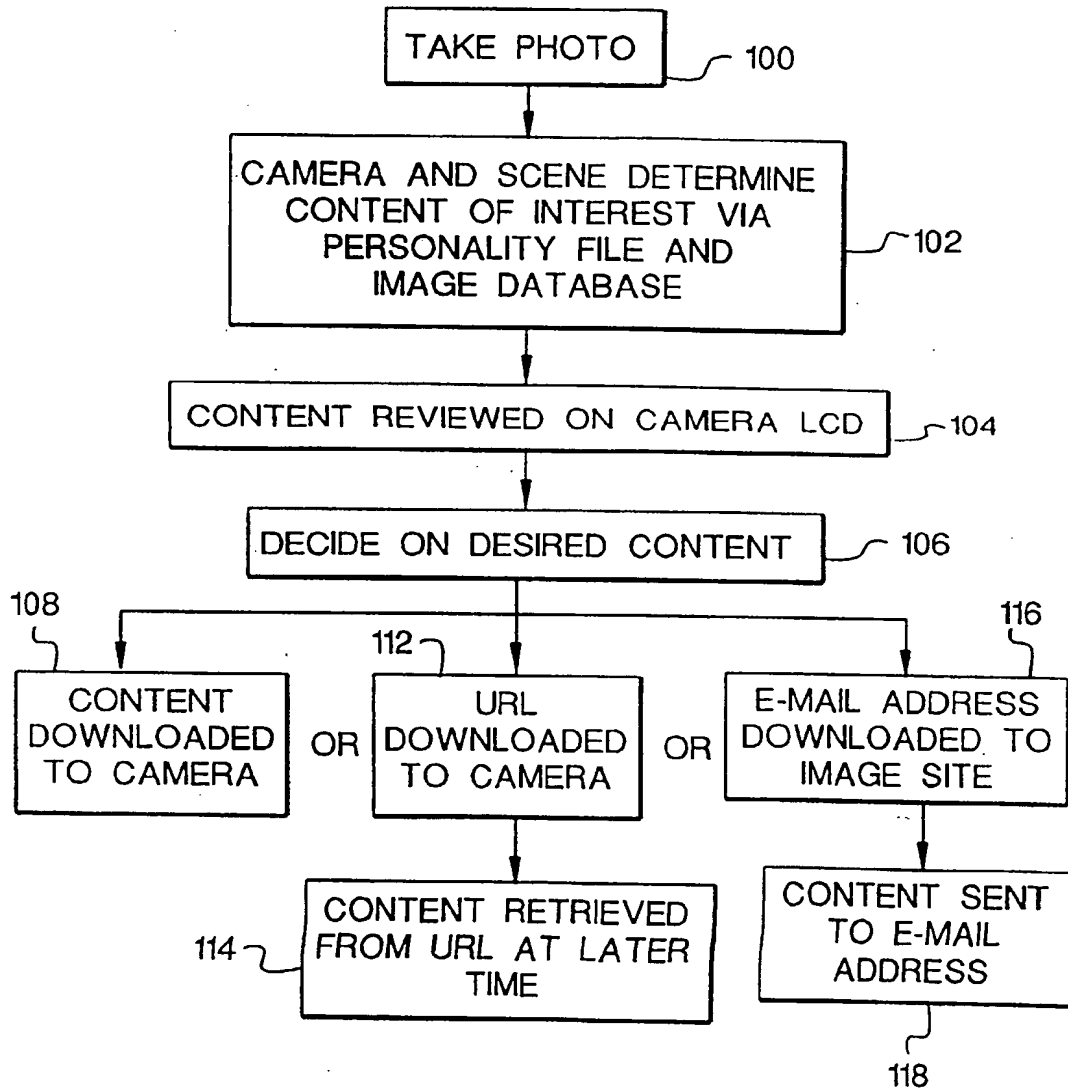 TAKE PHOTO
100
CAMERA AND SCENE DETERMINE
CONTENT OF INTEREST VIA
PERSONALITY FILE AND
IMAGE DATABASE
102
CONTENT REVIEWED ON CAMERA LCD
104
DECIDE ON DESIRED CONTENT
106
108
CONTENT
DOWNLOADED
TO CAMERA
OR
112
URL
DOWNLOADED
TO CAMERA
OR
116
E-MAIL ADDRESS
DOWNLOADED TO
IMAGE SITE
114
CONTENT RETRIEVED
FROM URL AT LATER
TIME
CONTENT SENT
TO E-MAIL
ADDRESS
118